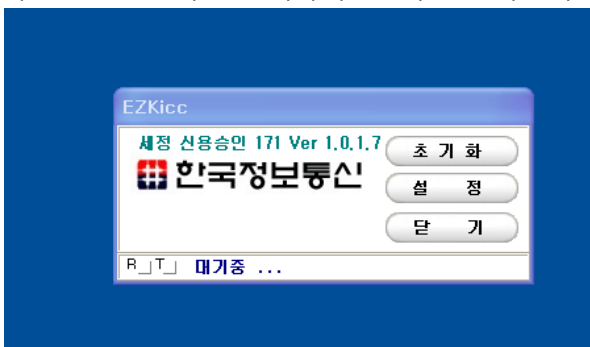 EZKicc
세정 신용승인 171 Ver 1.0.1.7
한국정보통신
초 기 화
설 정
닫 기
R T 대기중 ...